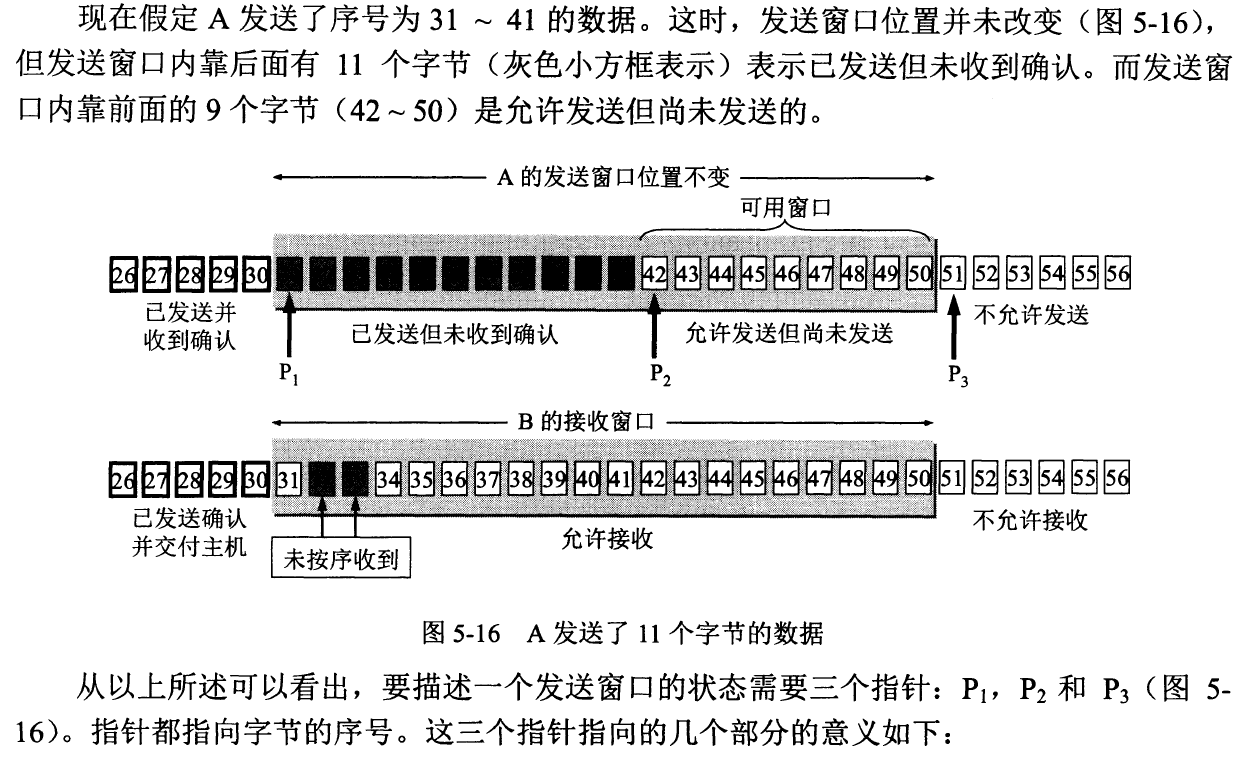 现在假定 A 发送了序号为 31 ~ 41 的数据。这时，发送窗口位置并未改变（图 5-16），
但发送窗口内靠后面有 11 个字节（灰色小方框表示）表示已发送但未收到确认。而发送窗
口内靠前面的 9 个字节（42 ~ 50）是允许发送但尚未发送的。
A 的发送窗口位置不变
可用窗口
26 27 28 29 30 42 43 44 45 46 47 48 49 50 51 52 53 54 55 56
已发送并
收到确认
已发送但未收到确认
允许发送但尚未发送
不允许发送
P1
P2
P3
B 的接收窗口
26 27 28 29 30 31 34 35 36 37 38 39 40 41 42 43 44 45 46 47 48 49 50 51 52 53 54 55 56
已发送确认
并交付主机
未按序收到
允许接收
不允许接收
图 5-16 A 发送了 11 个字节的数据
从以上所述可以看出，要描述一个发送窗口的状态需要三个指针：P1，P2 和 P3（图 5-
16）。指针都指向字节的序号。这三个指针指向的几个部分的意义如下：